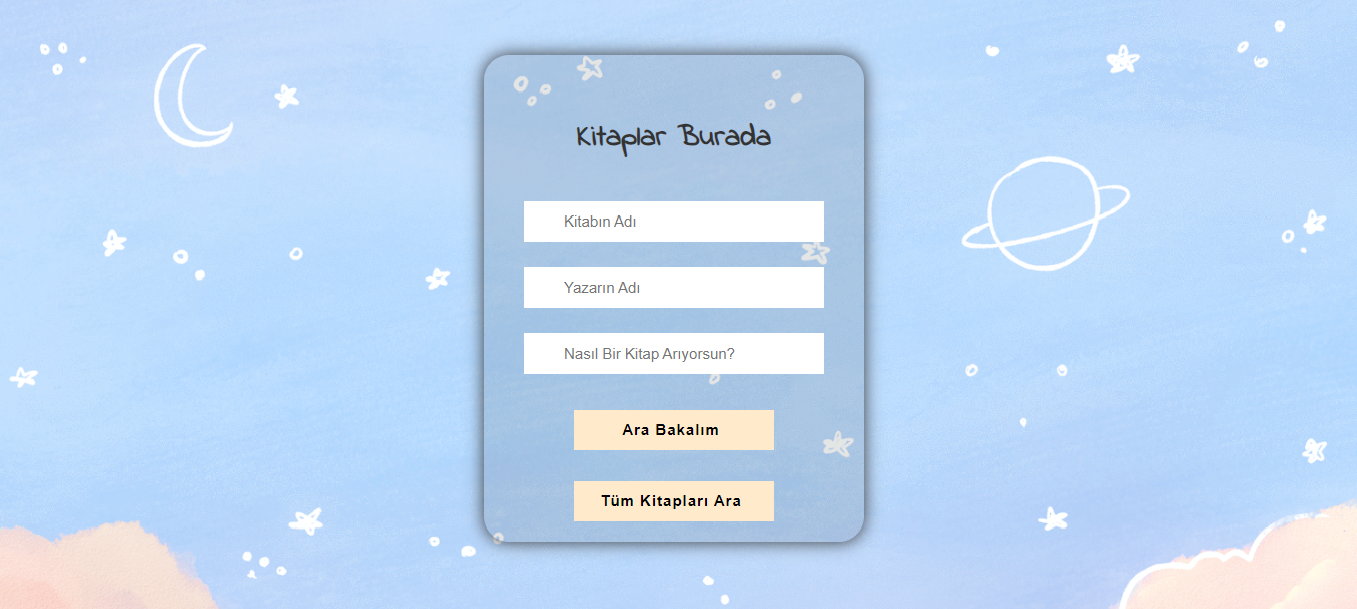 Kitaplar Burada
Kitabın Adı
Yazarın Adı
Nasıl Bir Kitap Arıyorsun?
Ara Bakalım
Tüm Kitapları Ara